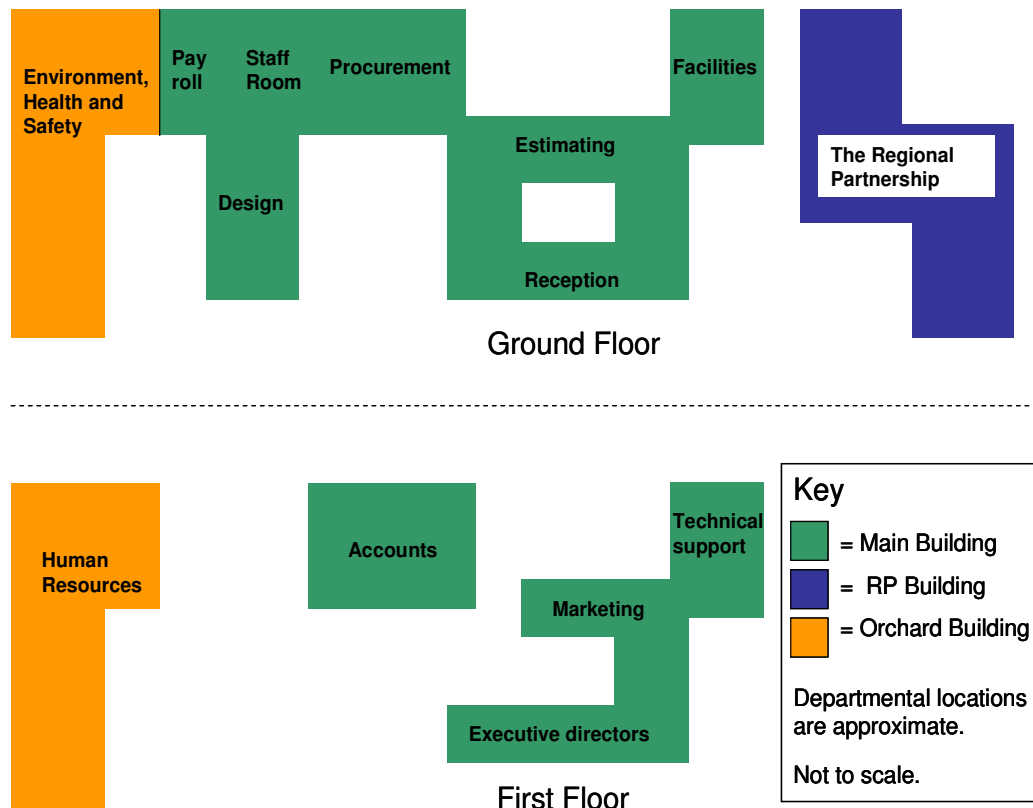 Environment,
Health and
Safety
Pay
roll
Staff
Room
Procurement
Facilities
Estimating
The Regional
Partnership
Design
Reception
Ground Floor
Human
Resources
Accounts
Technical
support
Marketing
Executive directors
First Floor
Key
= Main Building
= RP Building
= Orchard Building
Departmental locations
are approximate.
Not to scale.